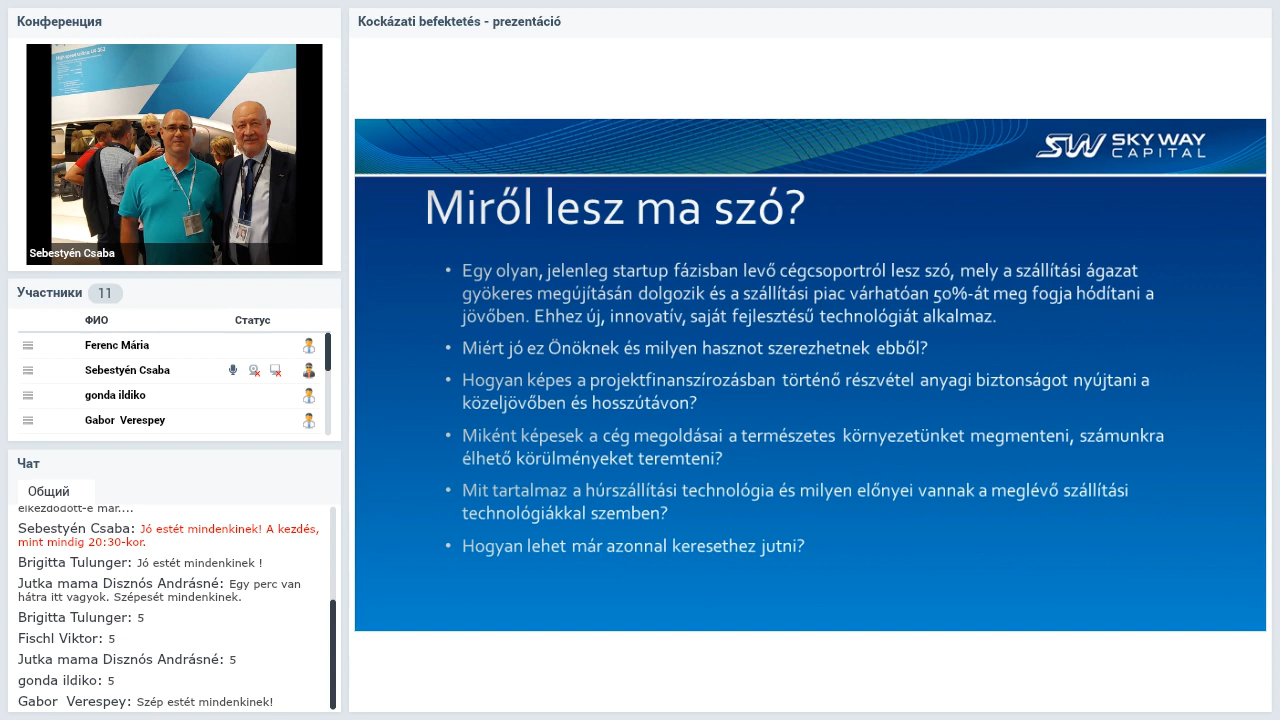 Конференция
Sebestyén Csaba
Участники 11
ФИО Статус
Ferenc Mária
Sebestyén Csaba
gonda ildiko
Gabor Verespey
Чат
Общий
elkezdődött-e már....
Sebestyén Csaba: Jó estét mindenkinek! A kezdés,
mint mindig 20:30-kor.
Brigitta Tulunger: Jó estét mindenkinek !
Jutka mama Disznós Andrásné: Egy perc van
hátra itt vagyok. Szépesét mindenkinek.
Brigitta Tulunger: 5
Fischl Viktor: 5
Jutka mama Disznós Andrásné: 5
gonda ildiko: 5
Gabor Verespey: Szép estét mindenkinek!
Kockázati befektetés - prezentáció
SW SKY WAY
CAPITAL
Miről lesz ma szó?
• Egy olyan, jelenleg startup fázisban levő cégcsoportról lesz szó, mely a szállítási ágazat
gyökeres megújításán dolgozik és a szállítási piac várhatóan 50%-át meg fogja hódítani a
jövőben. Ehhez új, innovatív, saját fejlesztésű technológiát alkalmaz.
• Miért jó ez Önöknek és milyen hasznot szerezhetnek ebből?
• Hogyan képes a projektfinanszírozásban történő részvétel anyagi biztonságot nyújtani a
közeljövőben és hosszútávon?
• Miként képesek a cég megoldásai a természetes környezetünket megmenteni, számunkra
élhető körülményeket teremteni?
• Mit tartalmaz a húrszállítási technológia és milyen előnyei vannak a meglévő szállítási
technológiákkal szemben?
• Hogyan lehet már azonnal keresethez jutni?